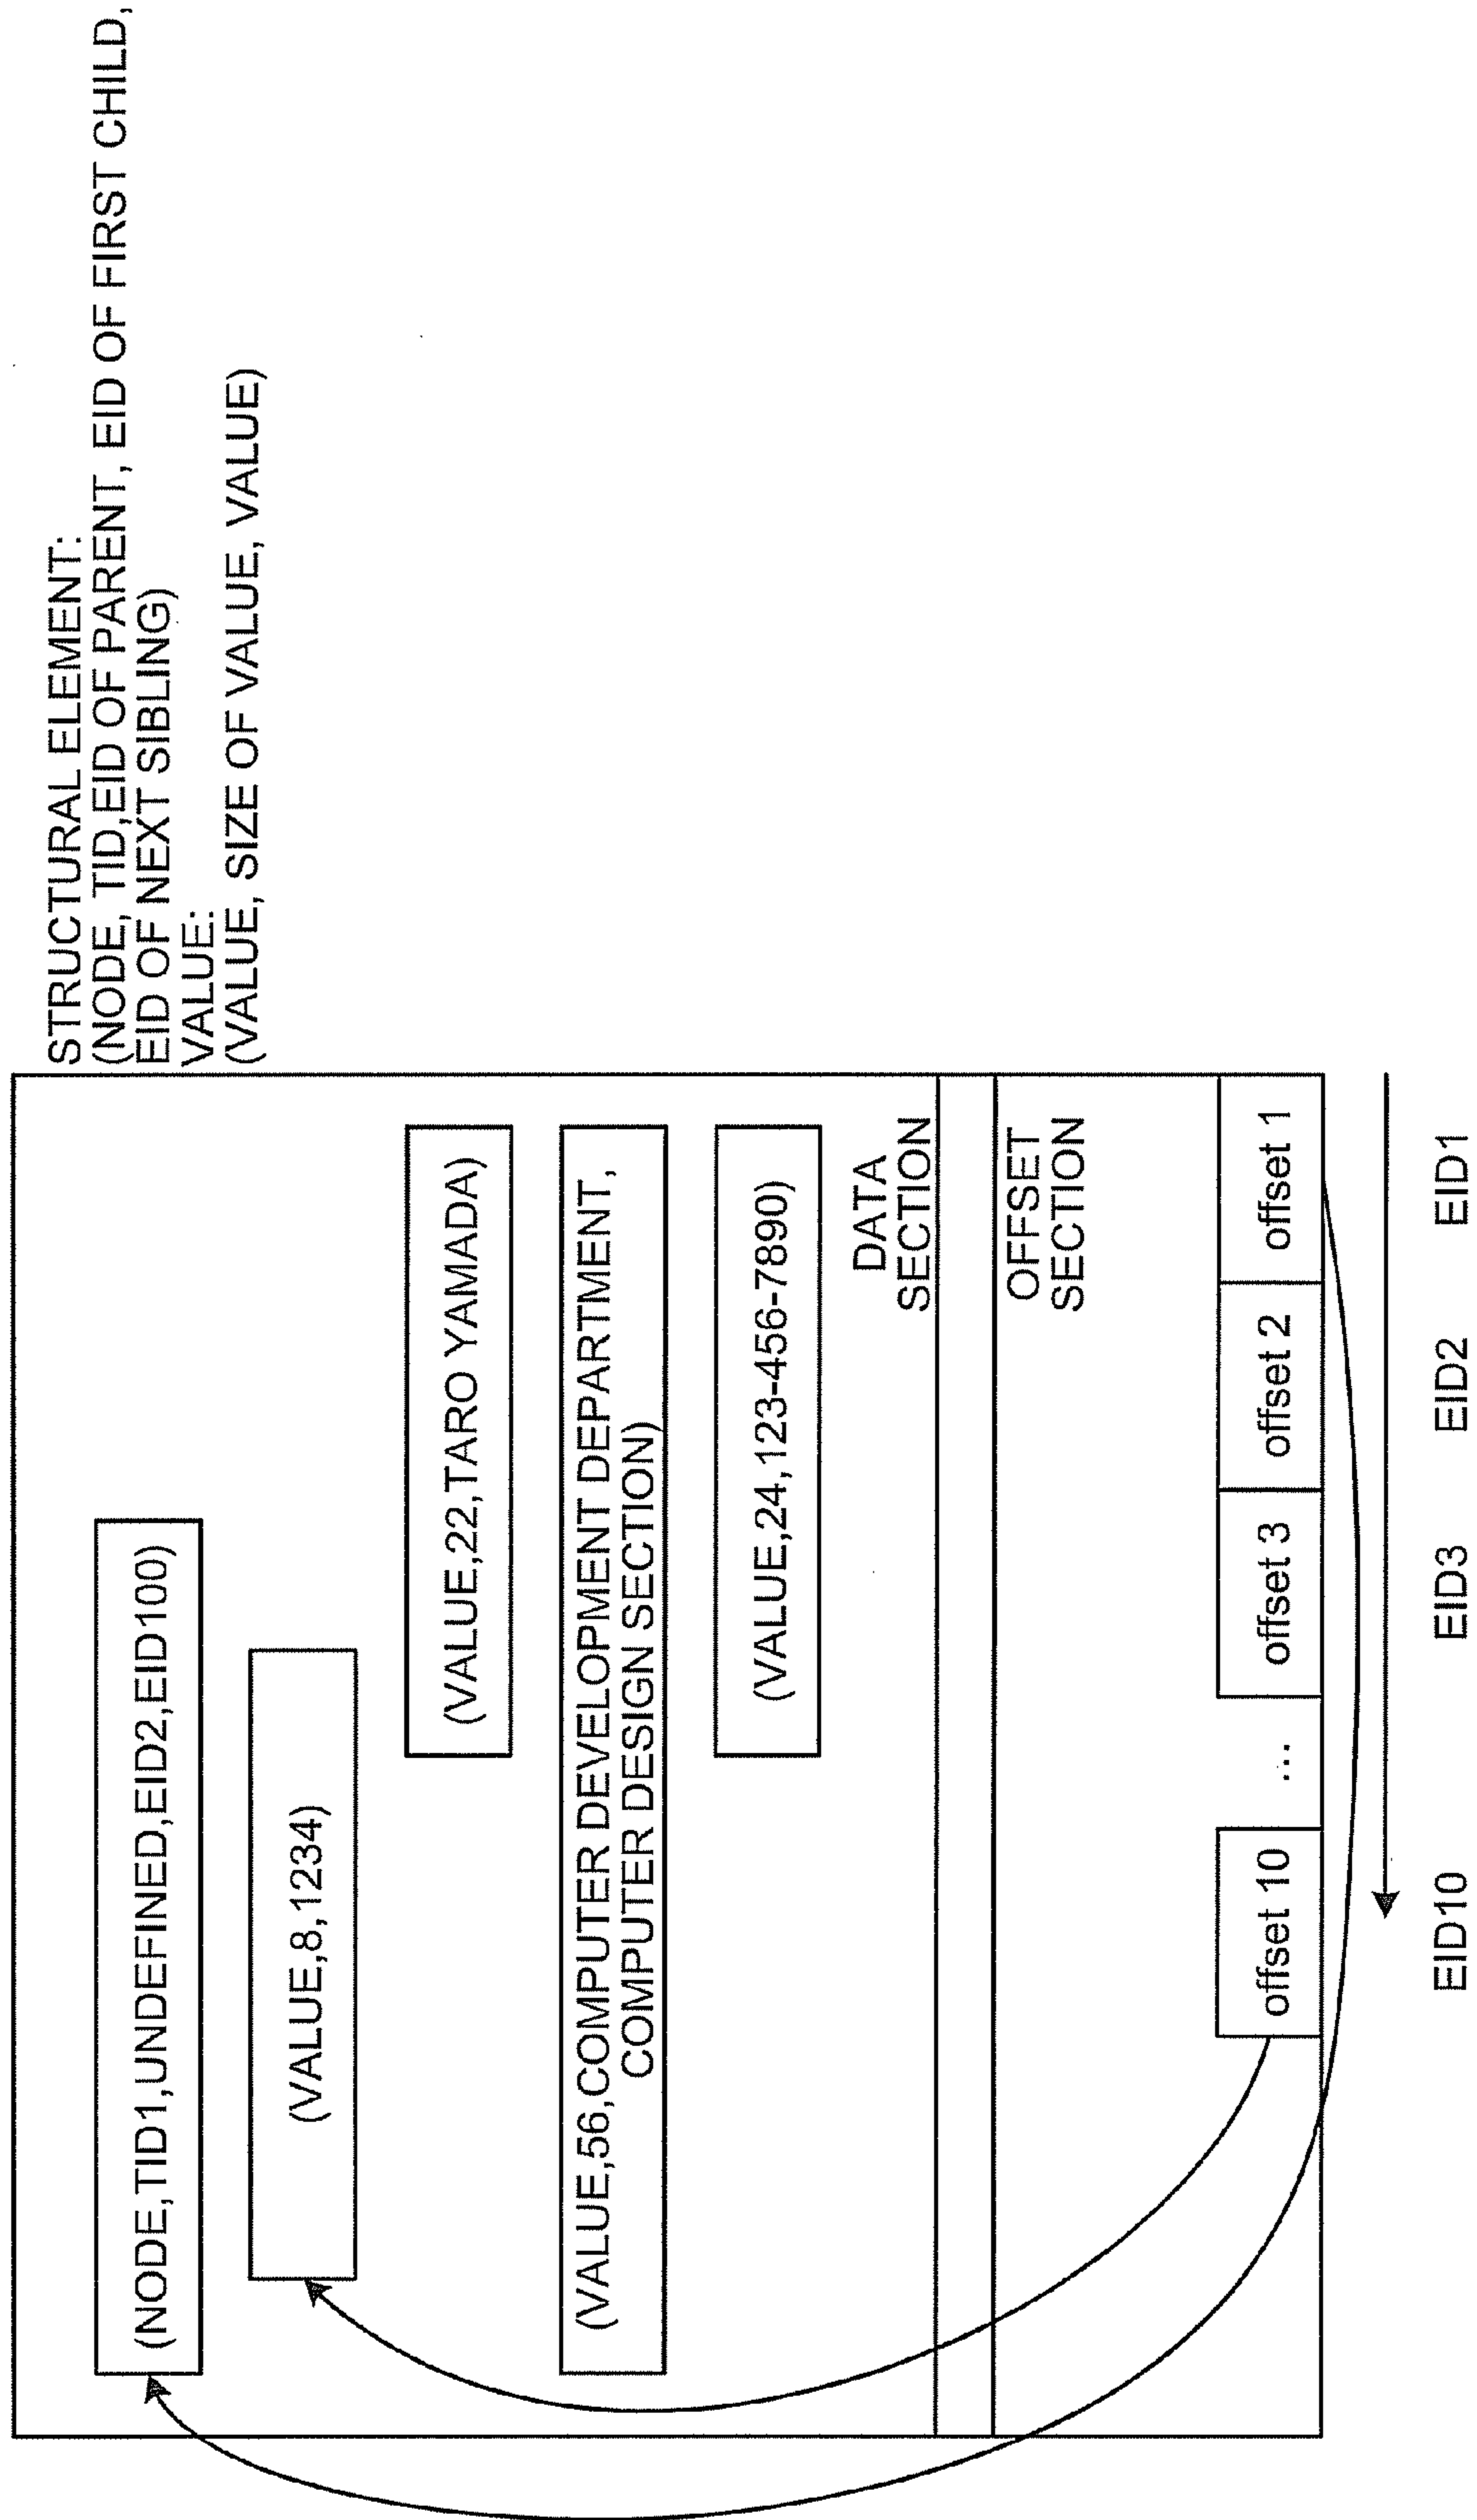 STRUCTURAL ELEMENT:
(NODE, TID,EID OF PARENT, EID OF FIRST CHILD,
EID OF NEXT SIBLING)
VALUE:
(VALUE, SIZE OF VALUE, VALUE)
(NODE,TID1,UNDEFINED,EID2,EID100)
(VALUE,8,1234)
(VALUE,22,TARO YAMADA)
(VALUE,56,COMPUTER DEVELOPMENT DEPARTMENT,
COMPUTER DESIGN SECTION)
(VALUE,24,123-456-7890)
DATA
SECTION
OFFSET
SECTION
offset 10 ... offset 3 offset 2 offset 1
EID10 EID3 EID2 EID1